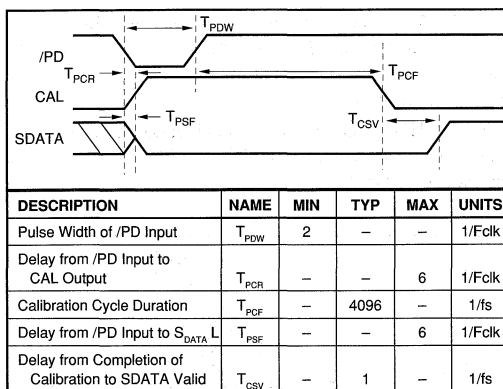 T_PDW
/PD
T_PCR
T_PCF
CAL
T_PSF
T_CSV
SDATA
DESCRIPTION NAME MIN TYP MAX UNITS
Pulse Width of /PD Input T_PDW 2 – – 1/Fclk
Delay from /PD Input to
CAL Output T_PCR – – 6 1/Fclk
Calibration Cycle Duration T_PCF – 4096 – 1/fs
Delay from /PD Input to S_DATA L T_PSF – – 6 1/Fclk
Delay from Completion of
Calibration to SDATA Valid T_CSV – 1 – 1/fs